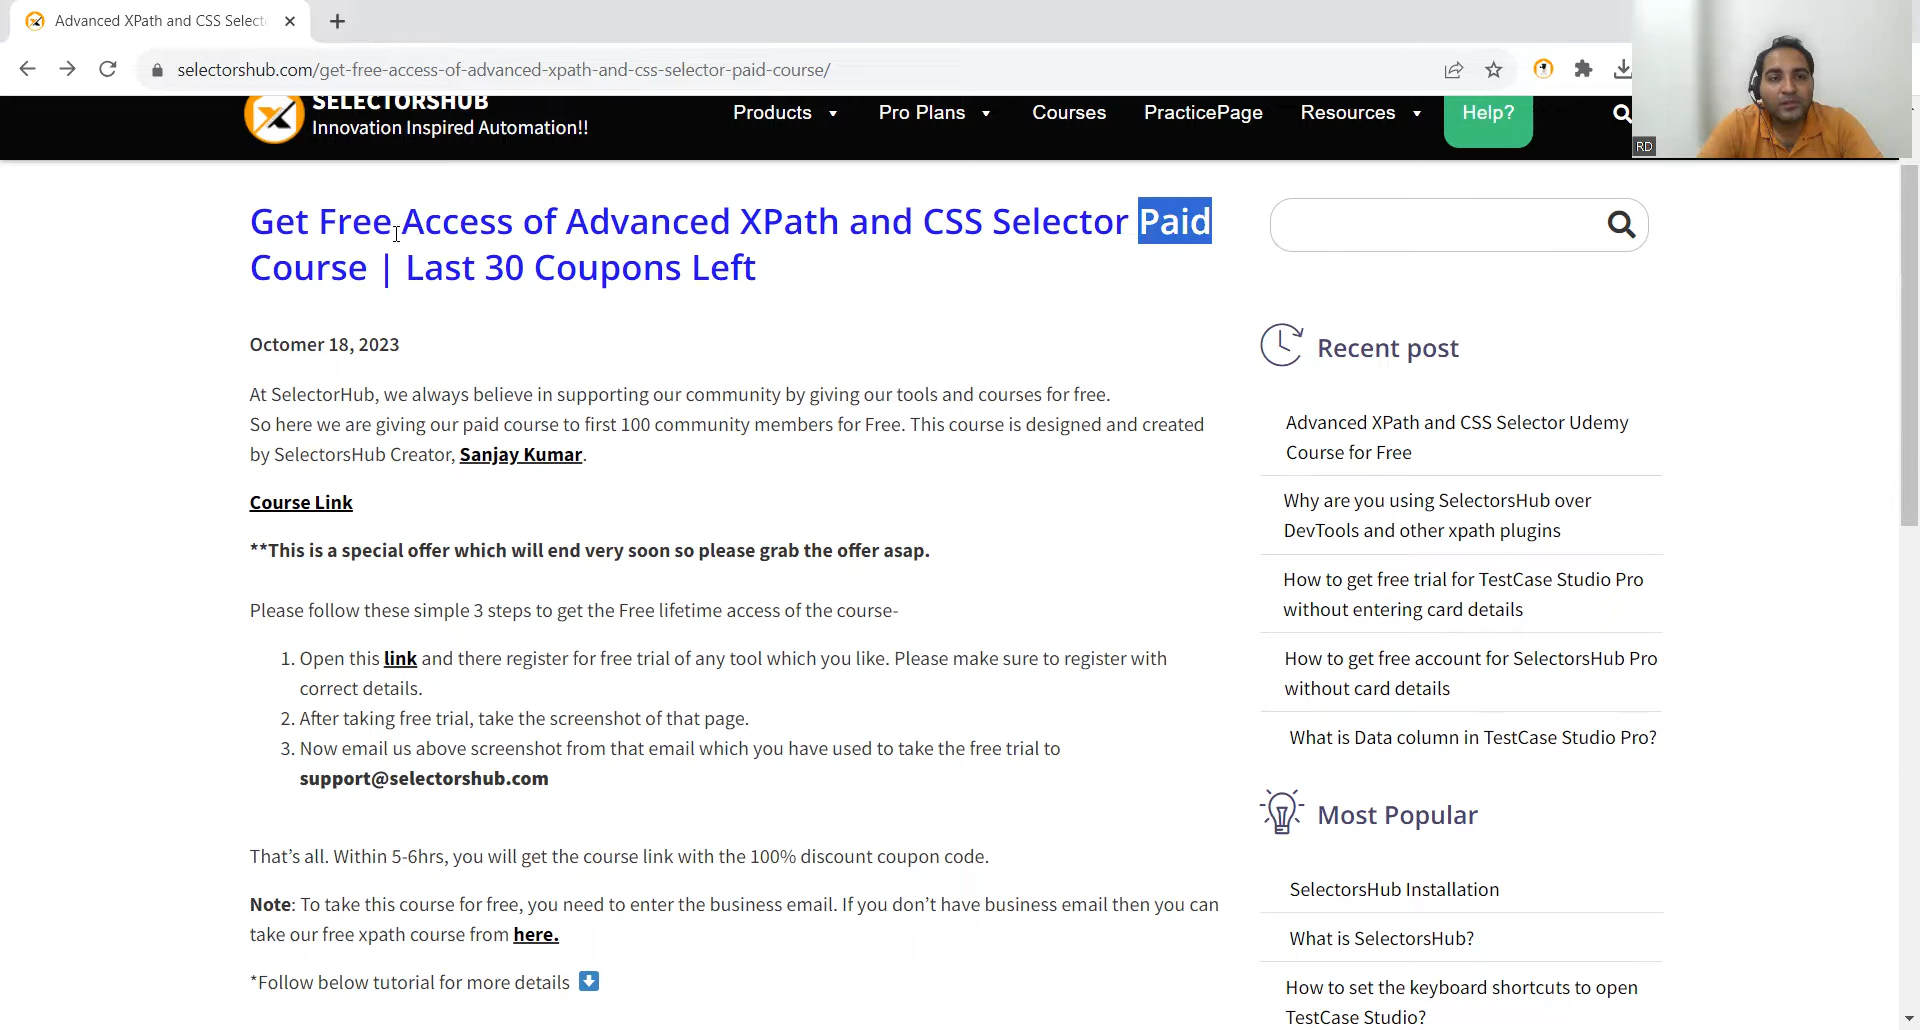 Advanced XPath and CSS Select
selectorshub.com/get-free-access-of-advanced-xpath-and-css-selector-paid-course/
SELECTORSHUB
Innovation Inspired Automation!!
Products
Pro Plans
Courses
PracticePage
Resources
Help?
RD
Get Free Access of Advanced XPath and CSS Selector Paid
Course | Last 30 Coupons Left
Octomer 18, 2023
At SelectorHub, we always believe in supporting our community by giving our tools and courses for free.
So here we are giving our paid course to first 100 community members for Free. This course is designed and created
by SelectorsHub Creator, Sanjay Kumar.
Course Link
**This is a special offer which will end very soon so please grab the offer asap.
Please follow these simple 3 steps to get the Free lifetime access of the course-
1. Open this link and there register for free trial of any tool which you like. Please make sure to register with
correct details.
2. After taking free trial, take the screenshot of that page.
3. Now email us above screenshot from that email which you have used to take the free trial to
support@selectorshub.com
That's all. Within 5-6hrs, you will get the course link with the 100% discount coupon code.
Note: To take this course for free, you need to enter the business email. If you don't have business email then you can
take our free xpath course from here.
*Follow below tutorial for more details
Recent post
Advanced XPath and CSS Selector Udemy
Course for Free
Why are you using SelectorsHub over
DevTools and other xpath plugins
How to get free trial for TestCase Studio Pro
without entering card details
How to get free account for SelectorsHub Pro
without card details
What is Data column in TestCase Studio Pro?
Most Popular
SelectorsHub Installation
What is SelectorsHub?
How to set the keyboard shortcuts to open
TestCase Studio?